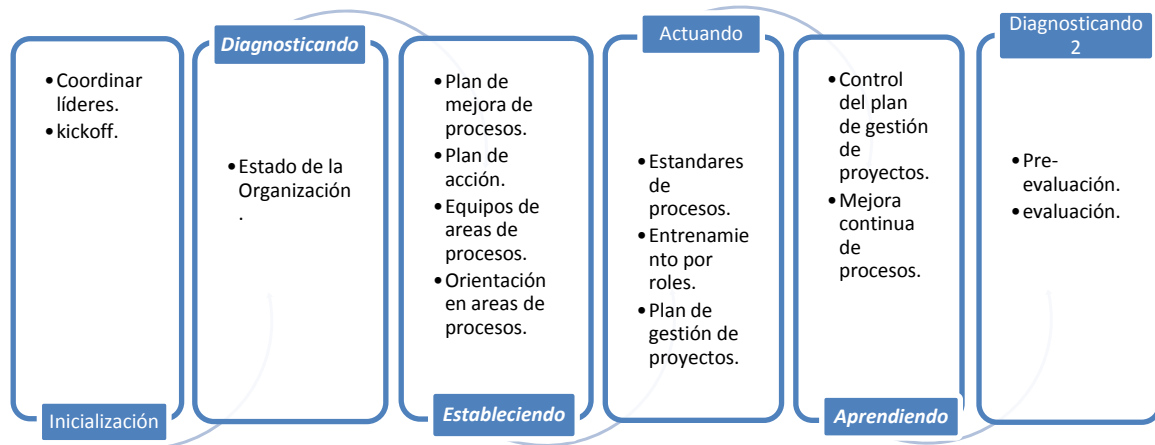 • Coordinar
líderes.
• kickoff.
Inicialización
Diagnosticando
• Estado de la
Organización
.
• Plan de
mejora de
procesos.
• Plan de
acción.
• Equipos de
areas de
procesos.
• Orientación
en areas de
procesos.
Estableciendo
Actuando
• Estandares
de
procesos.
• Entrenamie
nto por
roles.
• Plan de
gestión de
proyectos.
• Control
del plan
de
gestión
de
proyectos.
• Mejora
continua
de
procesos.
Aprendiendo
Diagnosticando
2
• Pre-
evaluación.
• evaluación.